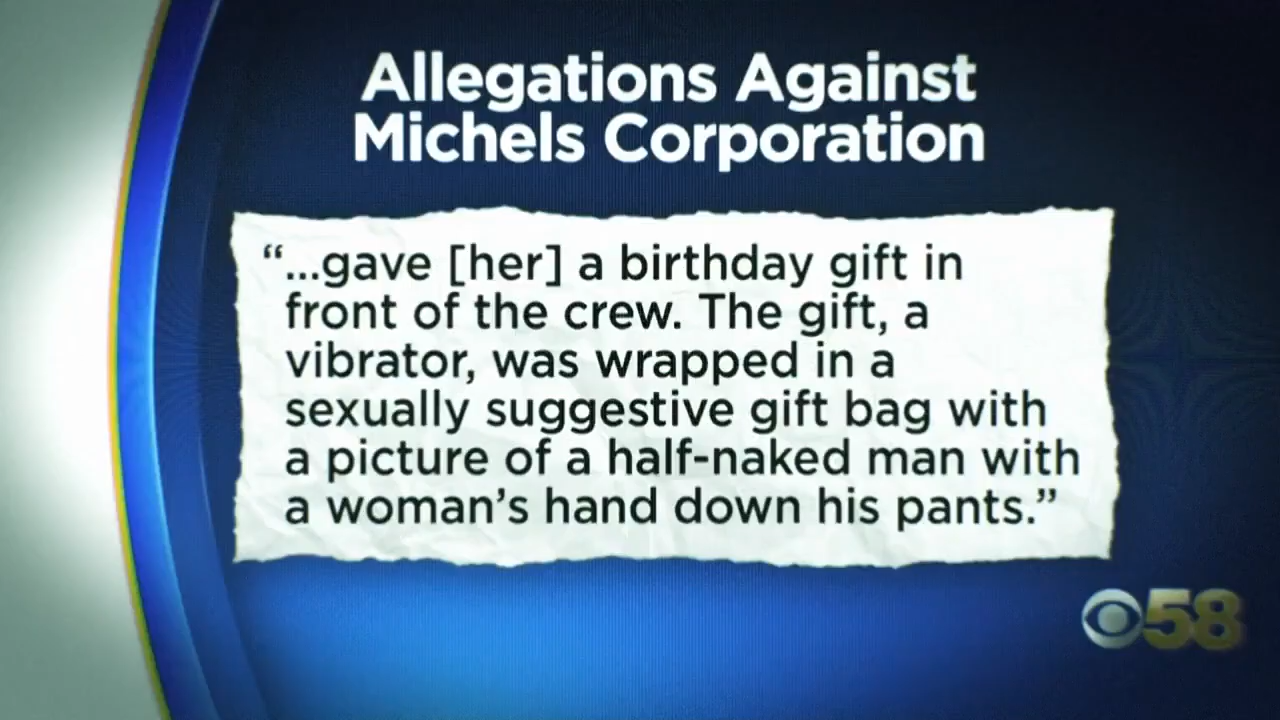 Allegations Against
Michels Corporation
“...gave [her] a birthday gift in
front of the crew. The gift, a
vibrator, was wrapped in a
sexually suggestive gift bag with
a picture of a half-naked man with
a woman’s hand down his pants.”
58